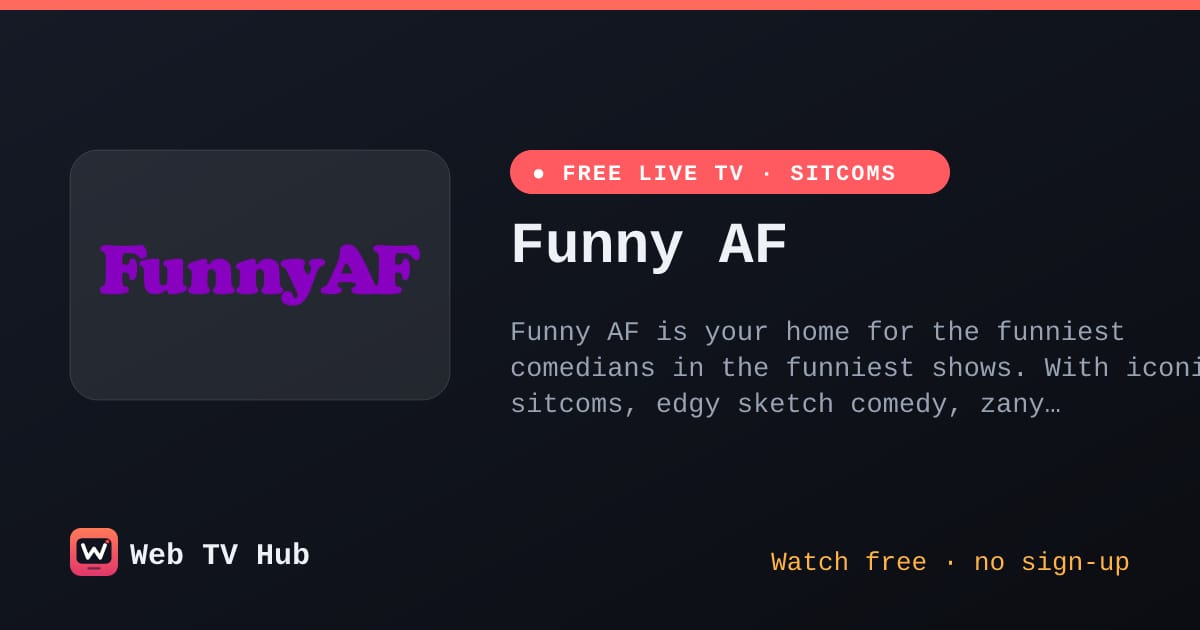 FunnyAF
● FREE LIVE TV · SITCOMS
Funny AF
Funny AF is your home for the funniest
comedians in the funniest shows. With iconi
sitcoms, edgy sketch comedy, zany…
Web TV Hub
Watch free · no sign-up